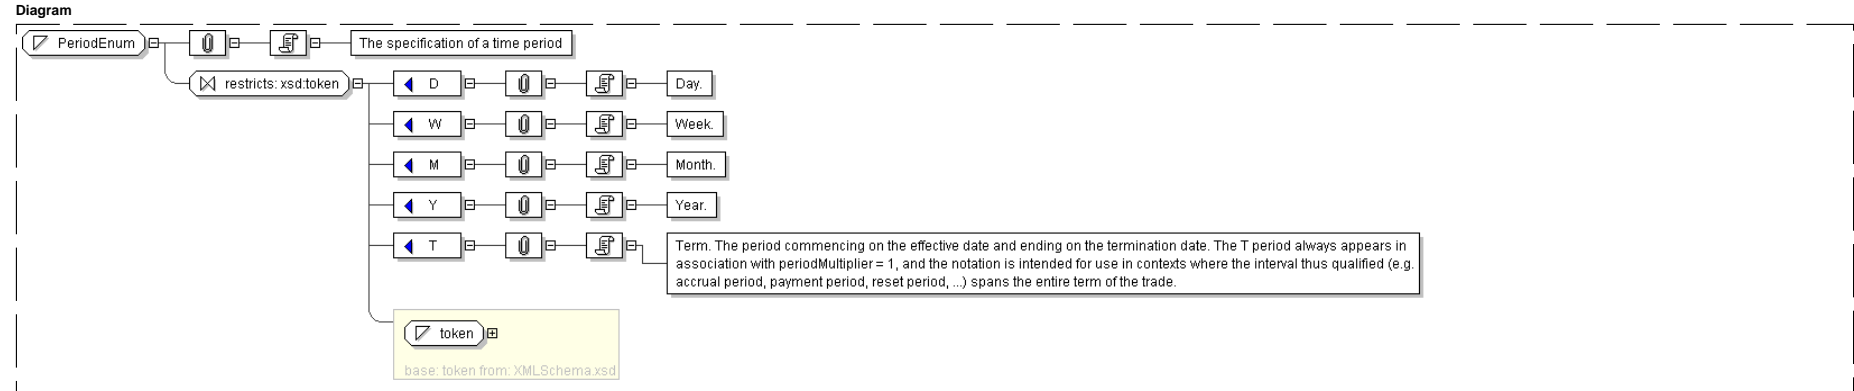 Diagram
PeriodEnum
The specification of a time period
restricts: xsd:token
D
Day.
W
Week.
M
Month.
Y
Year.
T
Term. The period commencing on the effective date and ending on the termination date. The T period always appears in
association with periodMultiplier = 1, and the notation is intended for use in contexts where the interval thus qualified (e.g.
accrual period, payment period, reset period, ...) spans the entire term of the trade.
token
base: token from: XMLSchema.xsd